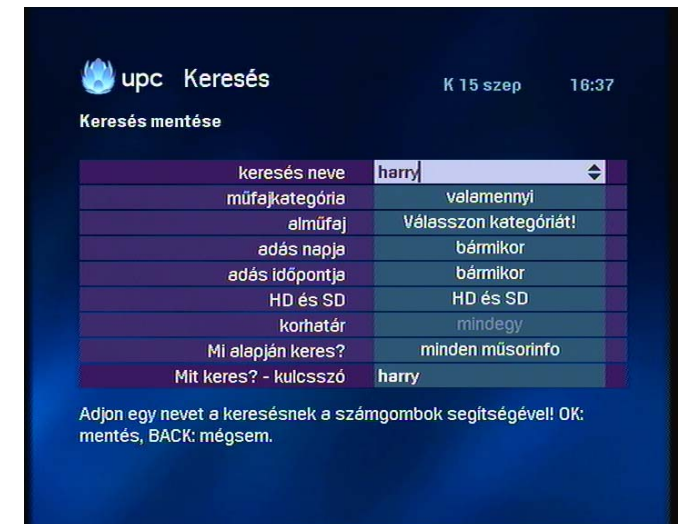 upc Keresés K 15 szep 16:37
Keresés mentése
keresés neve harry
műfajkategória valamennyi
alműfaj Válasszon kategóriát!
adás napja bármikor
adás időpontja bármikor
HD és SD HD és SD
korhatár mindegy
Mi alapján keres? minden műsorinfo
Mit keres? - kulcsszó harry
Adjon egy nevet a keresésnek a számgombok segítségével! OK:
mentés, BACK: mégsem.